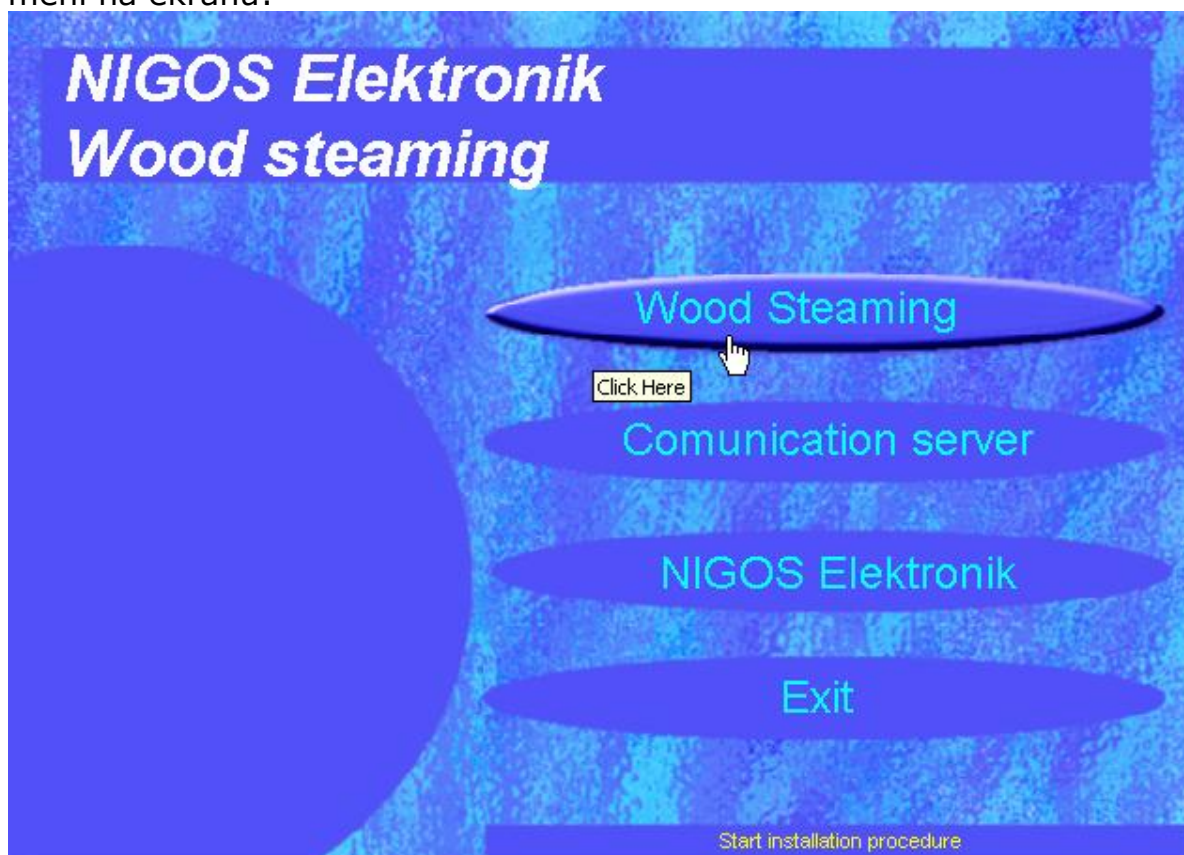 NIGOS Elektronik
Wood steaming
Wood Steaming
Click Here
Comunication server
NIGOS Elektronik
Exit
Start installation procedure